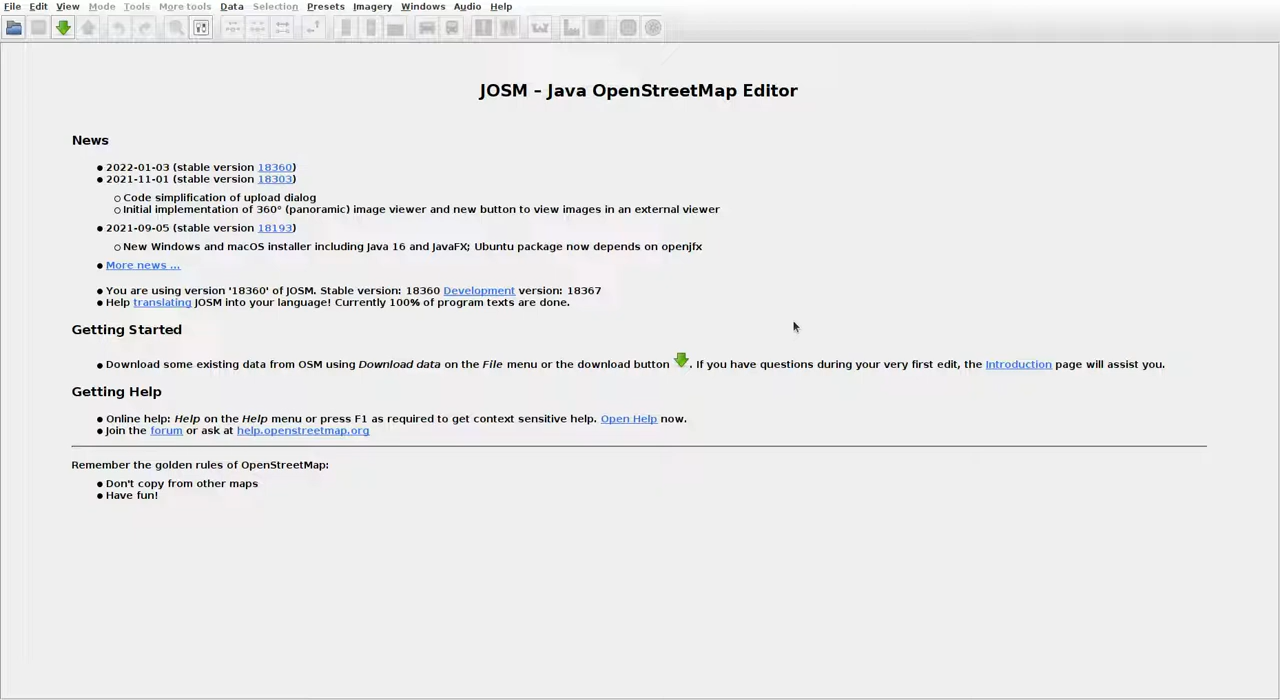 File Edit View Mode Tools More tools Data Selection Presets Imagery Windows Audio Help
JOSM – Java OpenStreetMap Editor
News
2022-01-03 (stable version 18360)
2021-11-01 (stable version 18303)
Code simplification of upload dialog
Initial implementation of 360° (panoramic) image viewer and new button to view images in an external viewer
2021-09-05 (stable version 18193)
New Windows and macOS installer including Java 16 and JavaFX; Ubuntu package now depends on openjfx
More news ...
You are using version '18360' of JOSM. Stable version: 18360 Development version: 18367
Help translating JOSM into your language! Currently 100% of program texts are done.
Getting Started
Download some existing data from OSM using Download data on the File menu or the download button . If you have questions during your very first edit, the Introduction page will assist you.
Getting Help
Online help: Help on the Help menu or press F1 as required to get context sensitive help. Open Help now.
Join the forum or ask at help.openstreetmap.org
Remember the golden rules of OpenStreetMap:
Don't copy from other maps
Have fun!